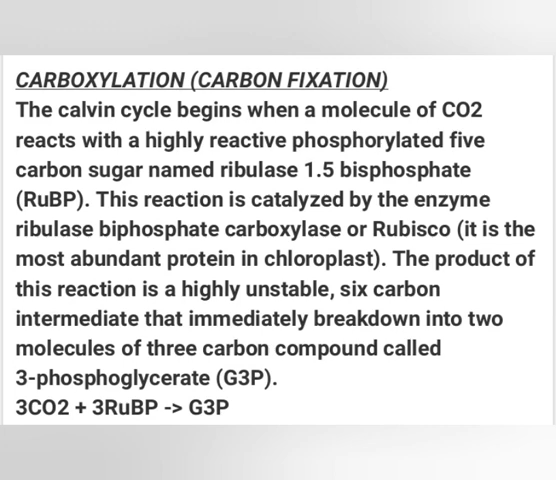 CARBOXYLATION (CARBON FIXATION)
The calvin cycle begins when a molecule of CO2
reacts with a highly reactive phosphorylated five
carbon sugar named ribulase 1.5 bisphosphate
(RuBP). This reaction is catalyzed by the enzyme
ribulase biphosphate carboxylase or Rubisco (it is the
most abundant protein in chloroplast). The product of
this reaction is a highly unstable, six carbon
intermediate that immediately breakdown into two
molecules of three carbon compound called
3-phosphoglycerate (G3P).
3CO2 + 3RuBP -> G3P